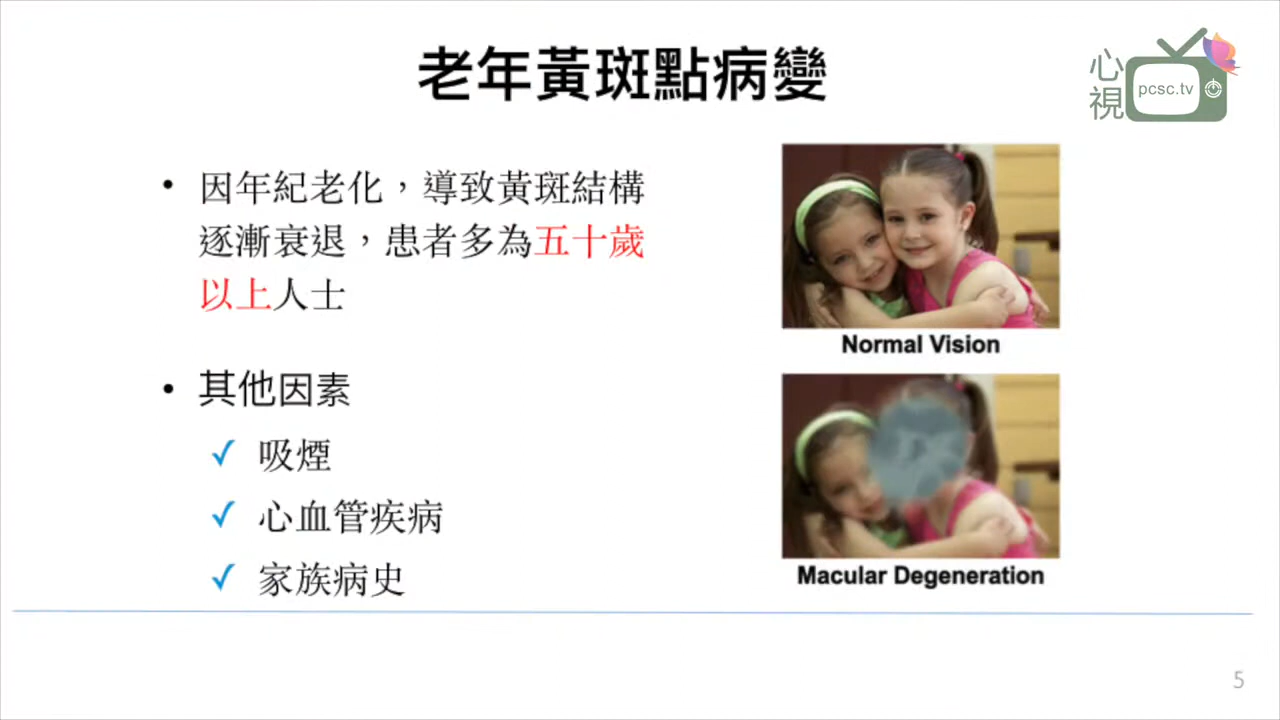 老年黃斑點病變
心視
pcsc.tv
• 因年紀老化，導致黃斑結構
逐漸衰退，患者多為五十歲
以上人士
• 其他因素
✓ 吸煙
✓ 心血管疾病
✓ 家族病史
Normal Vision
Macular Degeneration
5